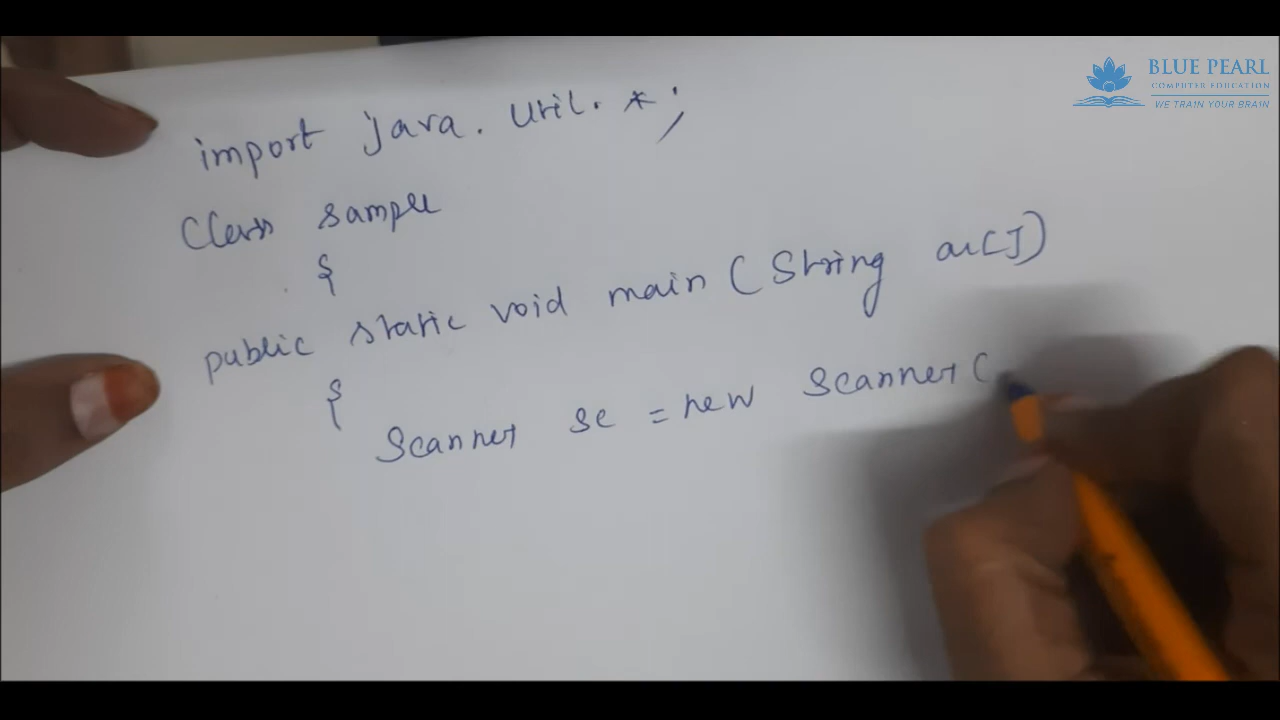 BLUE PEARL
COMPUTER EDUCATION
WE TRAIN YOUR BRAIN
import java.util.*;
Class sample
{
public static void main (String ar[])
{
Scanner sc = new Scanner (